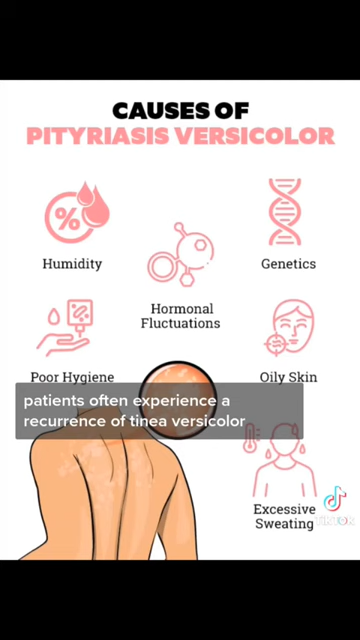 CAUSES OF
PITYRIASIS VERSICOLOR
%
Humidity
Hormonal
Fluctuations
Genetics
Poor Hygiene
Oily Skin
patients often experience a
recurrence of tinea versicolor
Excessive
Sweating
TikTok